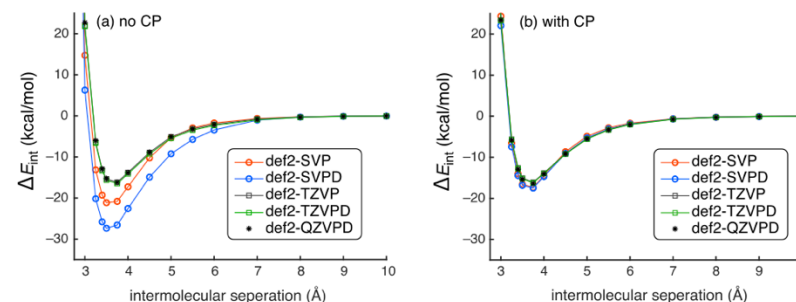 (a) no CP
20
10
0
−10
−20
−30
ΔEint (kcal/mol)
def2-SVP
def2-SVPD
def2-TZVP
def2-TZVPD
def2-QZVPD
3 4 5 6 7 8 9 10
intermolecular seperation (Å)
(b) with CP
20
10
0
−10
−20
−30
ΔEint (kcal/mol)
def2-SVP
def2-SVPD
def2-TZVP
def2-TZVPD
def2-QZVPD
3 4 5 6 7 8 9
intermolecular seperation (Å)